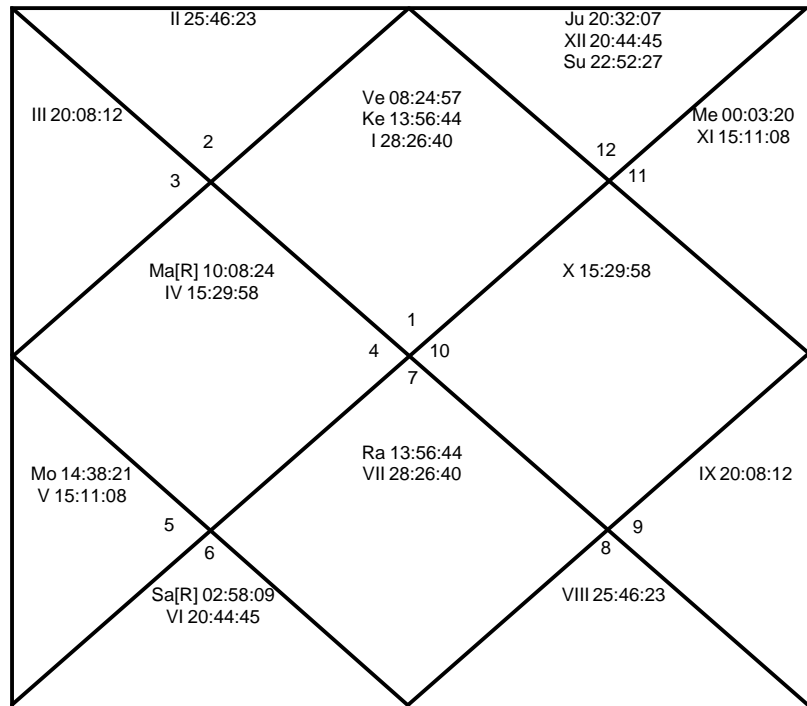 II 25:46:23
Ju 20:32:07
XII 20:44:45
Su 22:52:27
III 20:08:12
Ve 08:24:57
Ke 13:56:44
I 28:26:40
Me 00:03:20
XI 15:11:08
2
12
3
11
Ma[R] 10:08:24
IV 15:29:58
X 15:29:58
1
4
10
7
Mo 14:38:21
V 15:11:08
Ra 13:56:44
VII 28:26:40
IX 20:08:12
5
9
6
8
Sa[R] 02:58:09
VI 20:44:45
VIII 25:46:23